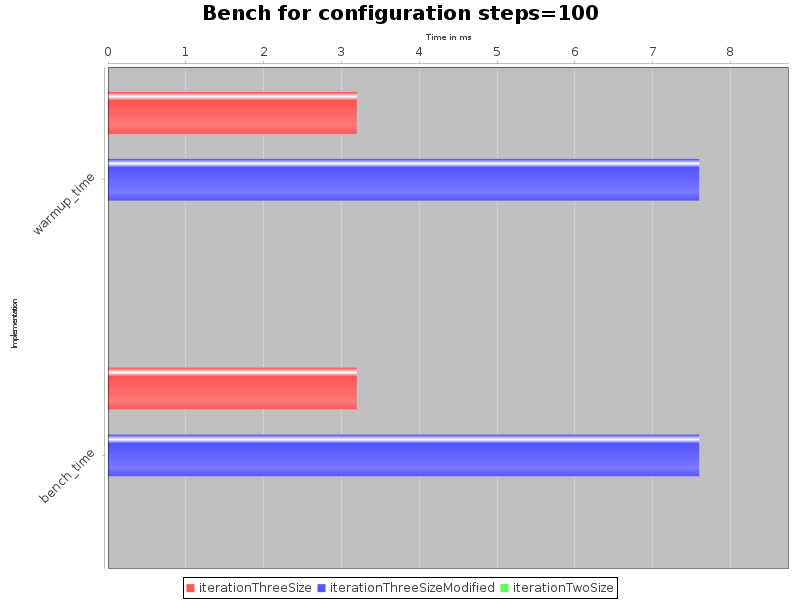 Bench for configuration steps=100
Time in ms
0 1 2 3 4 5 6 7 8
warmup_time
Implementation
bench_time
iterationThreeSize iterationThreeSizeModified iterationTwoSize